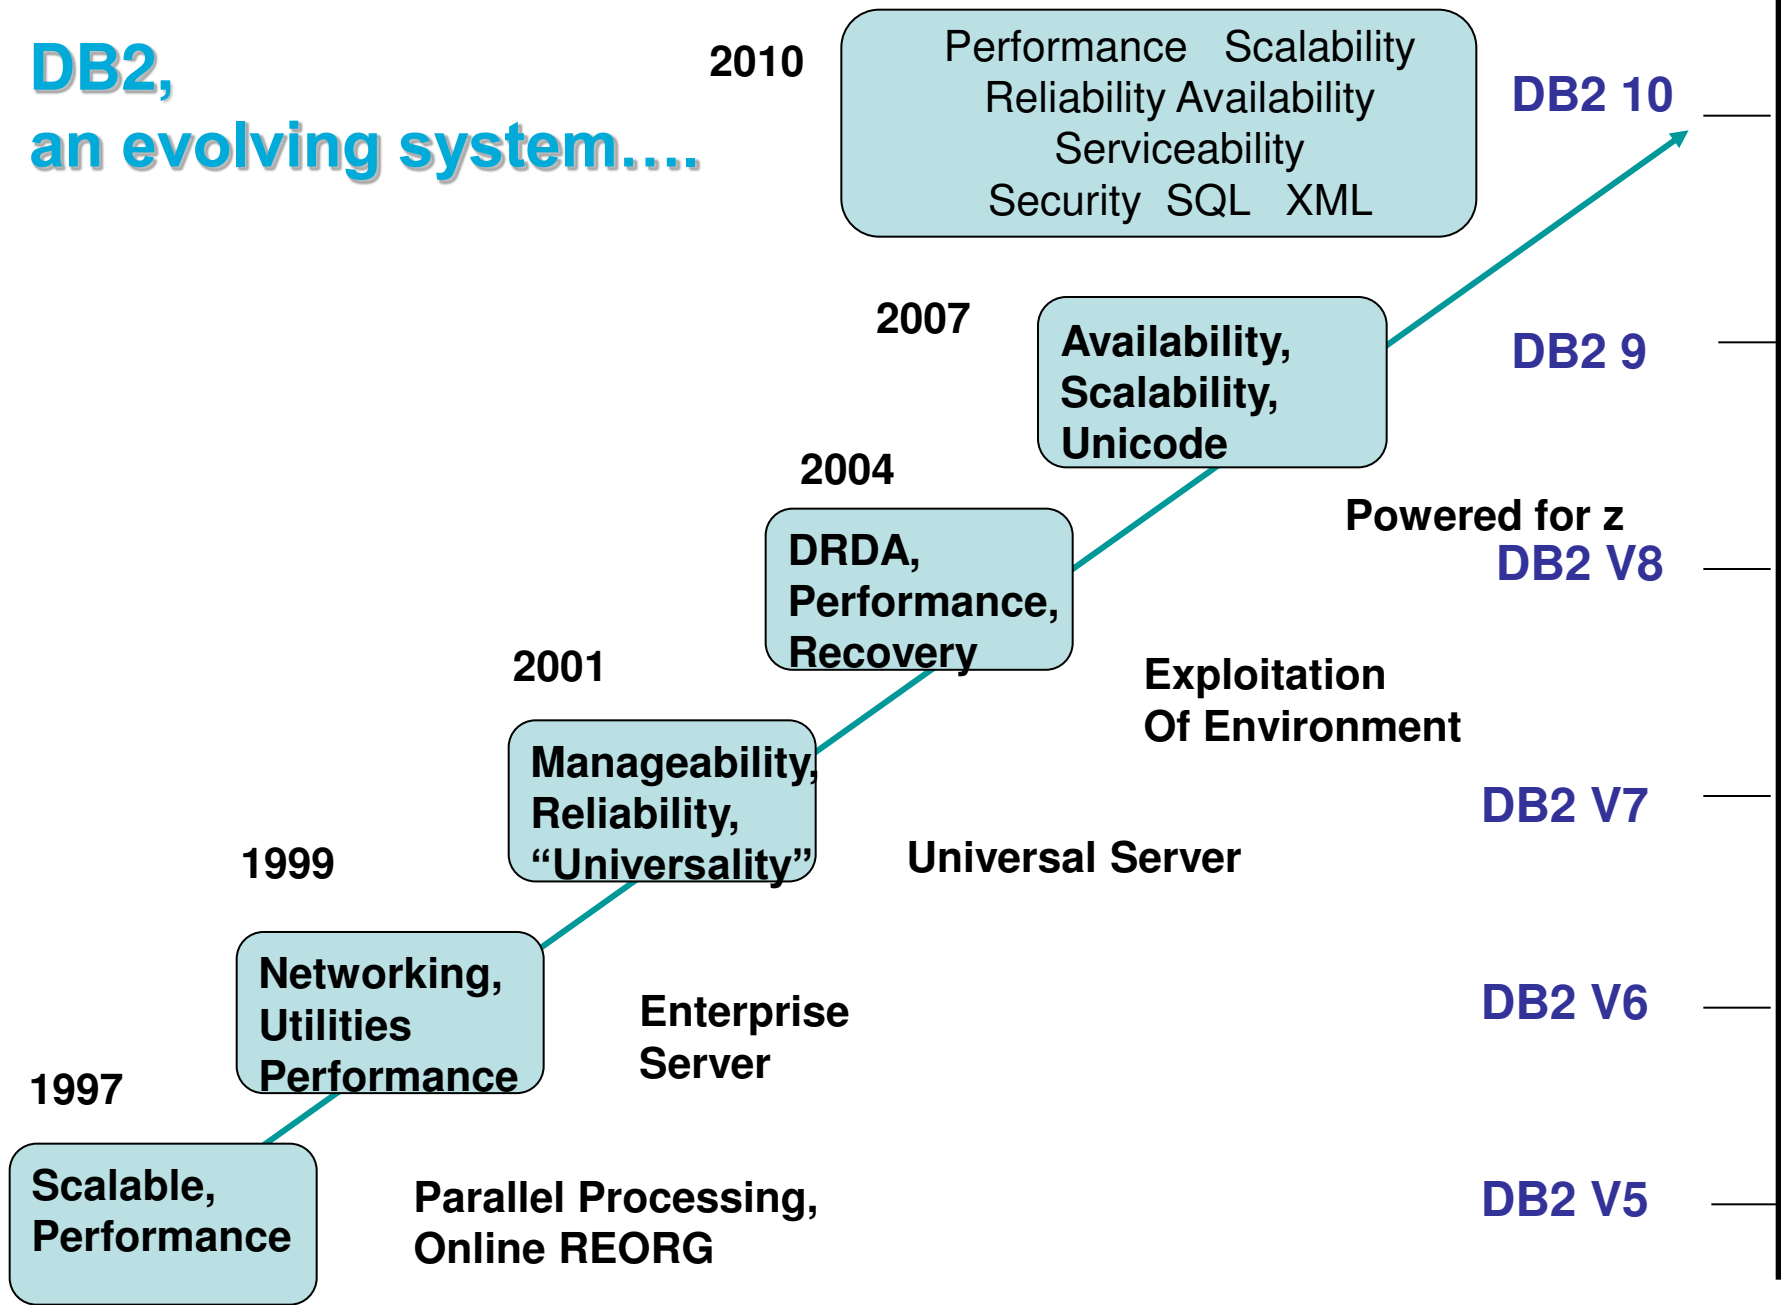 DB2,
an evolving system….
2010
Performance Scalability
Reliability Availability
Serviceability
Security SQL XML
DB2 10
2007
Availability,
Scalability,
Unicode
DB2 9
2004
DRDA,
Performance,
Recovery
Powered for z
DB2 V8
2001
Manageability,
Reliability,
“Universality”
Exploitation
Of Environment
DB2 V7
1999
Networking,
Utilities
Performance
Universal Server
DB2 V6
1997
Scalable,
Performance
Enterprise
Server
Parallel Processing,
Online REORG
DB2 V5